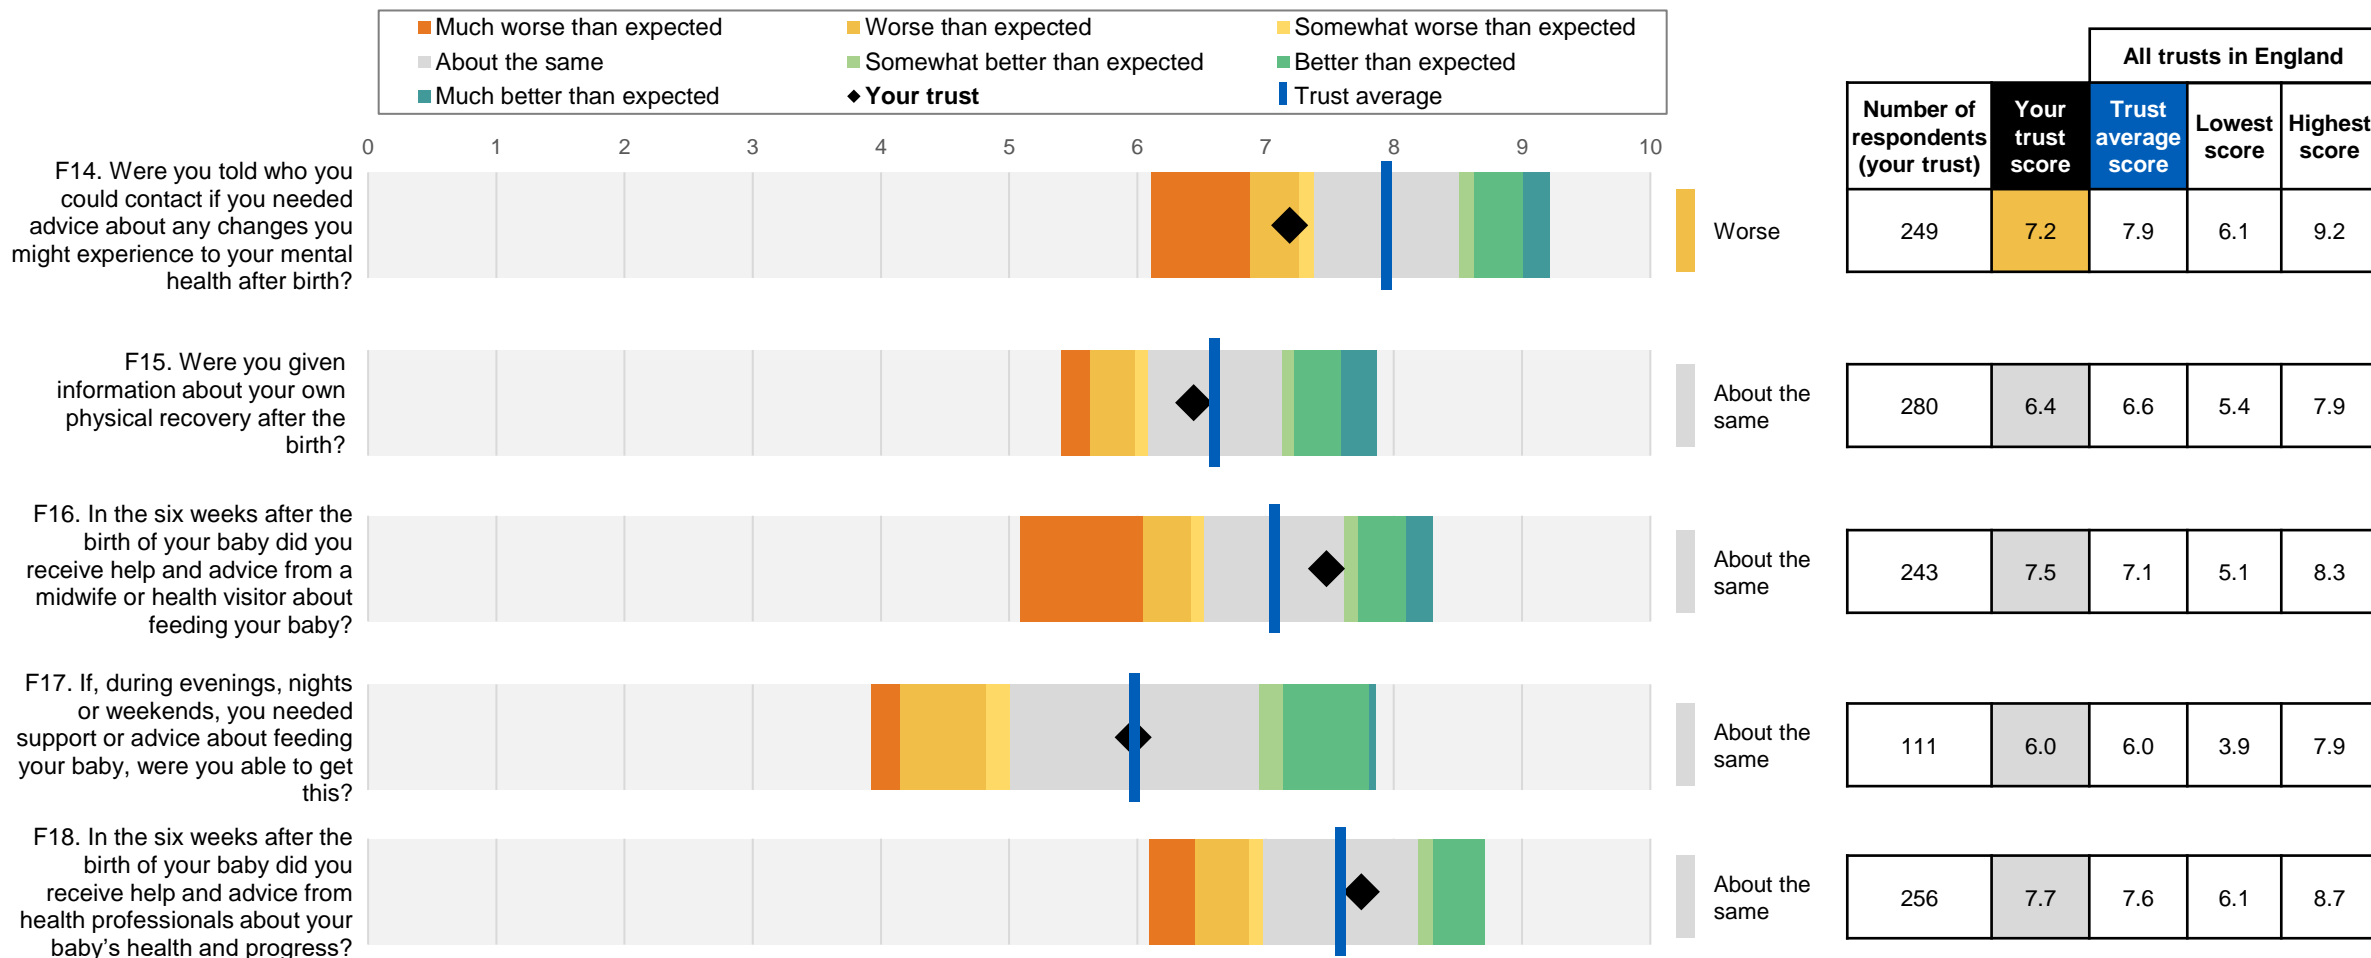 Much worse than expected
Worse than expected
Somewhat worse than expected
About the same
Somewhat better than expected
Better than expected
Much better than expected
Your trust
Trust average
All trusts in England
Number of
respondents
(your trust)
Your
trust
score
Trust
average
score
Lowest
score
Highest
score
0 1 2 3 4 5 6 7 8 9 10
F14. Were you told who you
could contact if you needed
advice about any changes you
might experience to your mental
health after birth?
Worse
249 7.2 7.9 6.1 9.2
F15. Were you given
information about your own
physical recovery after the
birth?
About the
same
280 6.4 6.6 5.4 7.9
F16. In the six weeks after the
birth of your baby did you
receive help and advice from a
midwife or health visitor about
feeding your baby?
About the
same
243 7.5 7.1 5.1 8.3
F17. If, during evenings, nights
or weekends, you needed
support or advice about feeding
your baby, were you able to get
this?
About the
same
111 6.0 6.0 3.9 7.9
F18. In the six weeks after the
birth of your baby did you
receive help and advice from
health professionals about your
baby’s health and progress?
About the
same
256 7.7 7.6 6.1 8.7